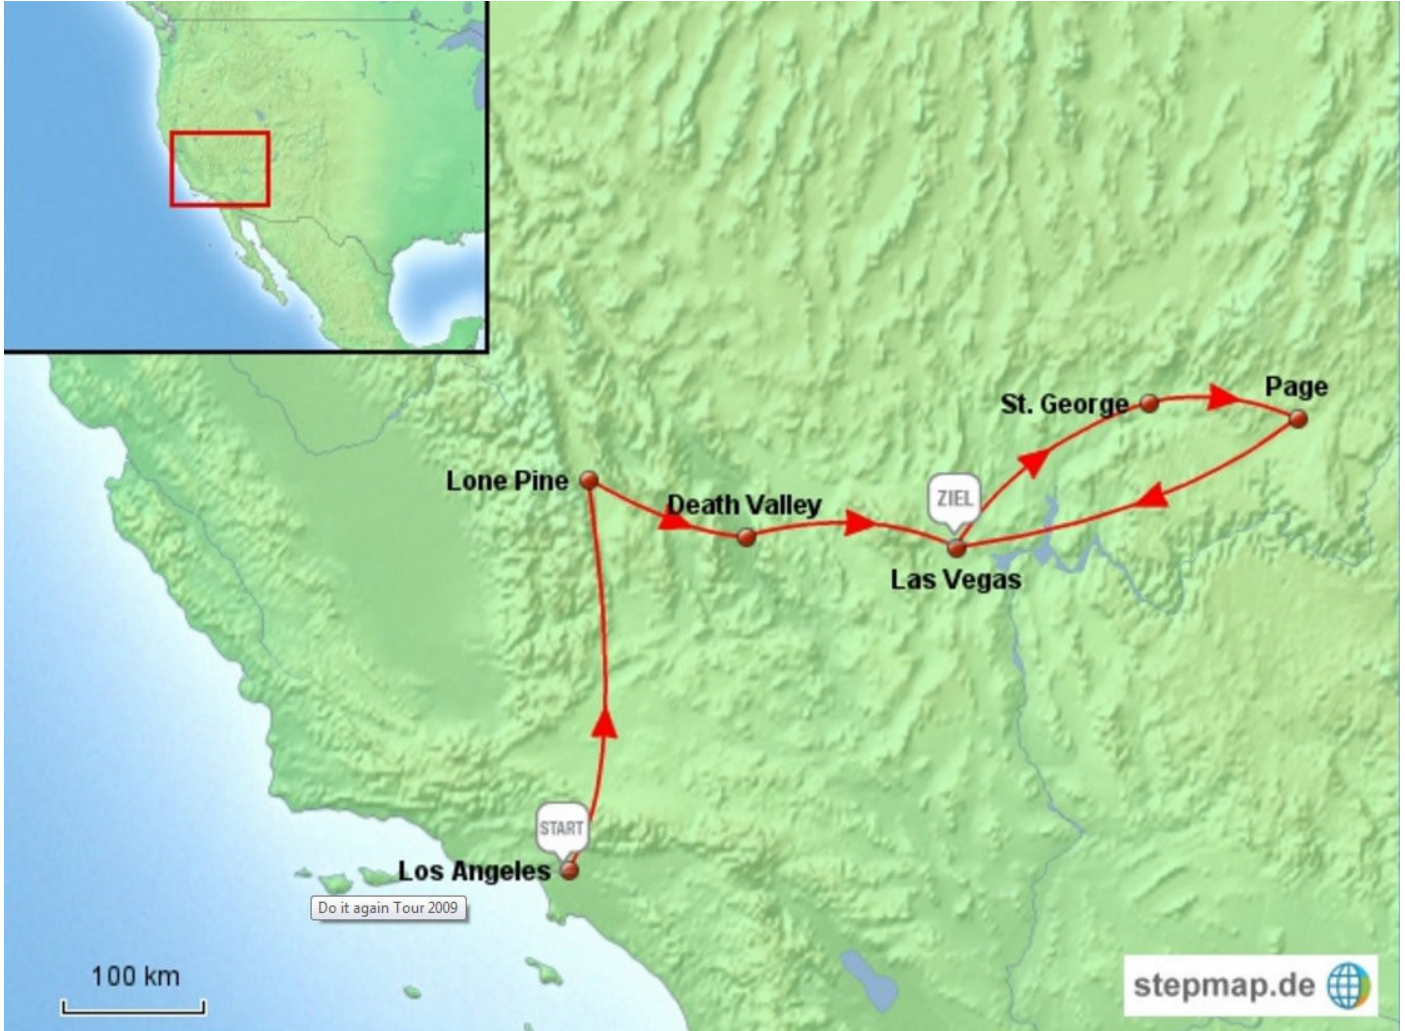 Page
St. George
Lone Pine
Death Valley
ZIEL
Las Vegas
START
Los Angeles
Do it again Tour 2009
100 km
stepmap.de